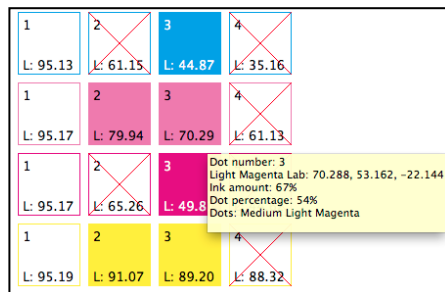 1 2 3 4
L: 95.13 L: 61.15 L: 44.87 L: 35.16
1 2 3 4
L: 95.17 L: 79.94 L: 70.29 L: 61.13
1 2 3
L: 95.17 L: 65.26 L: 49.8
Dot number: 3
Light Magenta Lab: 70.288, 53.162, -22.144
Ink amount: 67%
Dot percentage: 54%
Dots: Medium Light Magenta
1 2 3 4
L: 95.19 L: 91.07 L: 89.20 L: 88.32